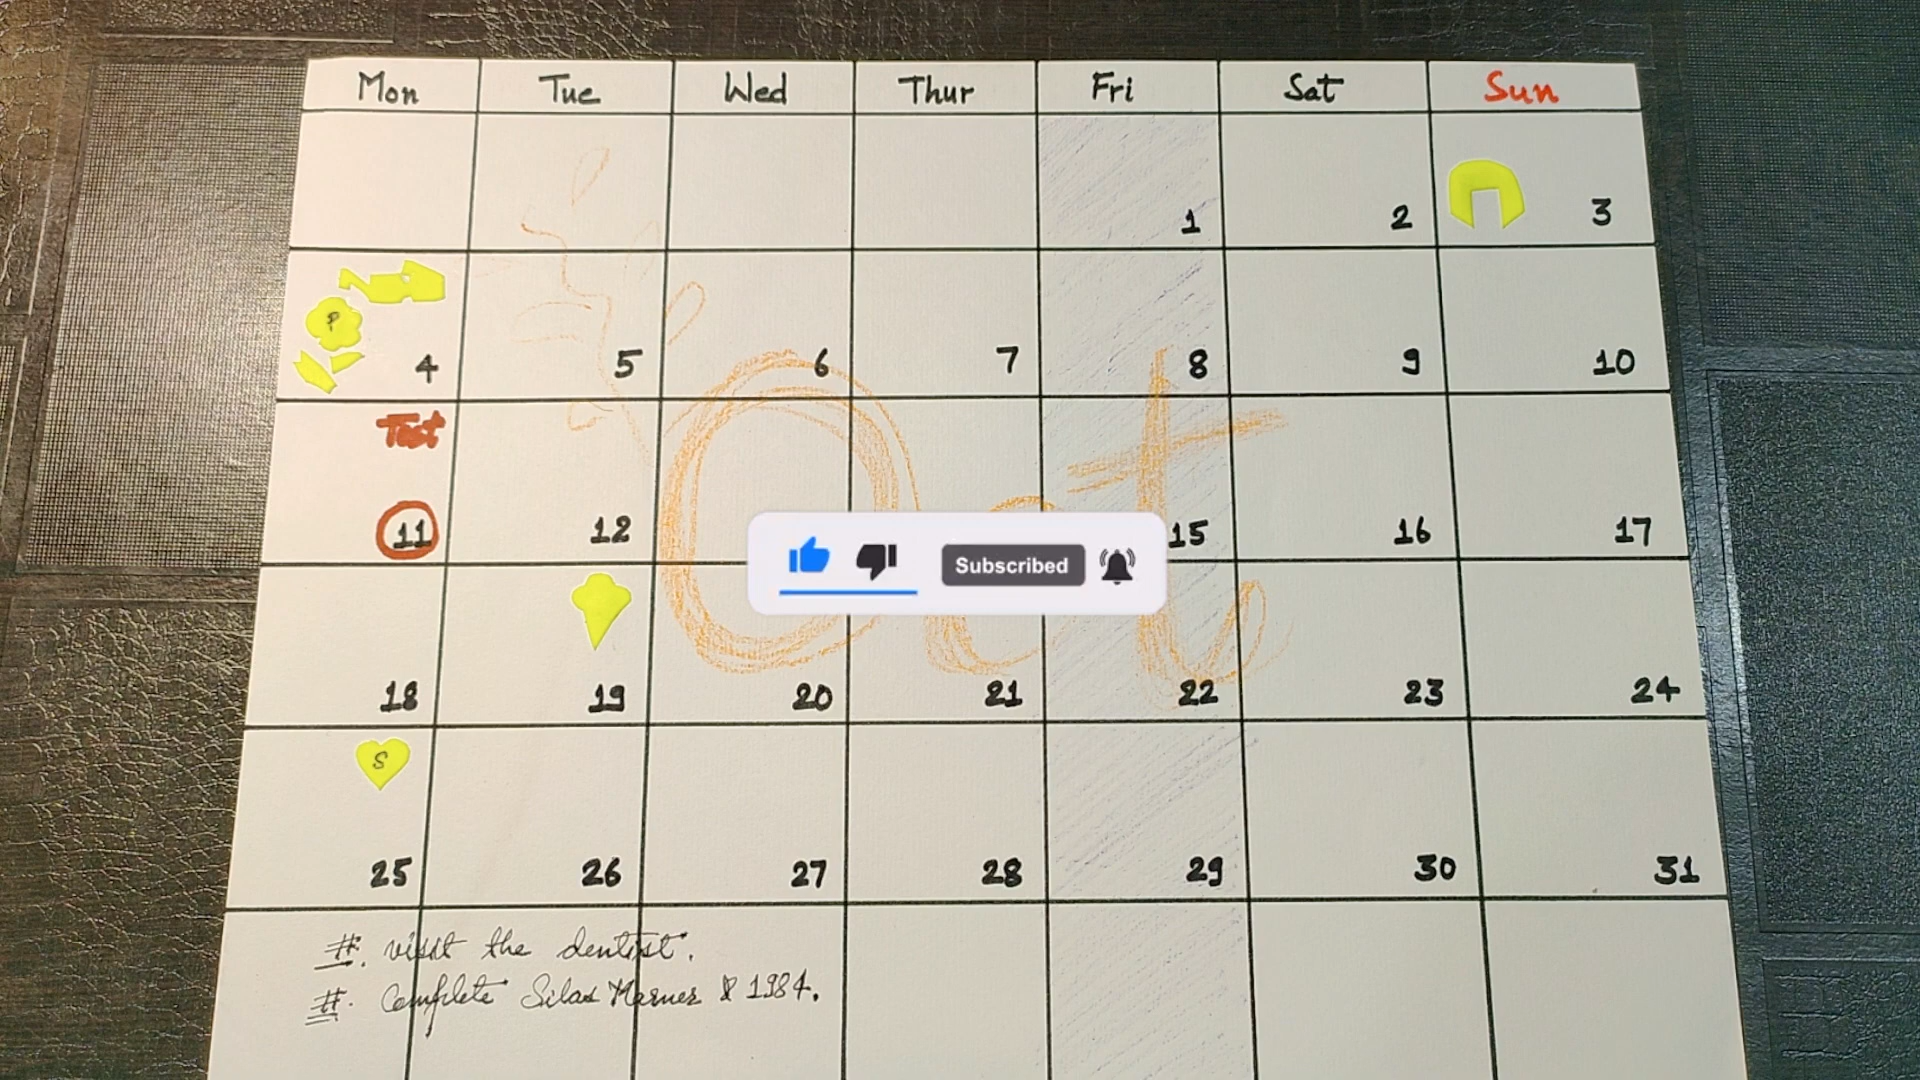 Mon Tue Wed Thur Fri Sat Sun
1 2 3
P
4 5 6 7 8 9 10
Test
11 12 15 16 17
Oct
Subscribed
18 19 20 21 22 23 24
S
25 26 27 28 29 30 31
#. visit the dentist.
#. Complete Silas Marner & 1984.